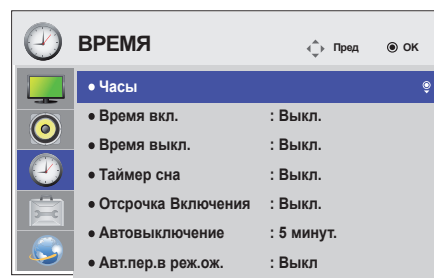 ВРЕМЯ Пред OK
● Часы
● Время вкл. : Выкл.
● Время выкл. : Выкл.
● Таймер сна : Выкл.
● Отсрочка Включения : Выкл.
● Автовыключение : 5 минут.
● Авт.пер.в реж.ож. : Выкл